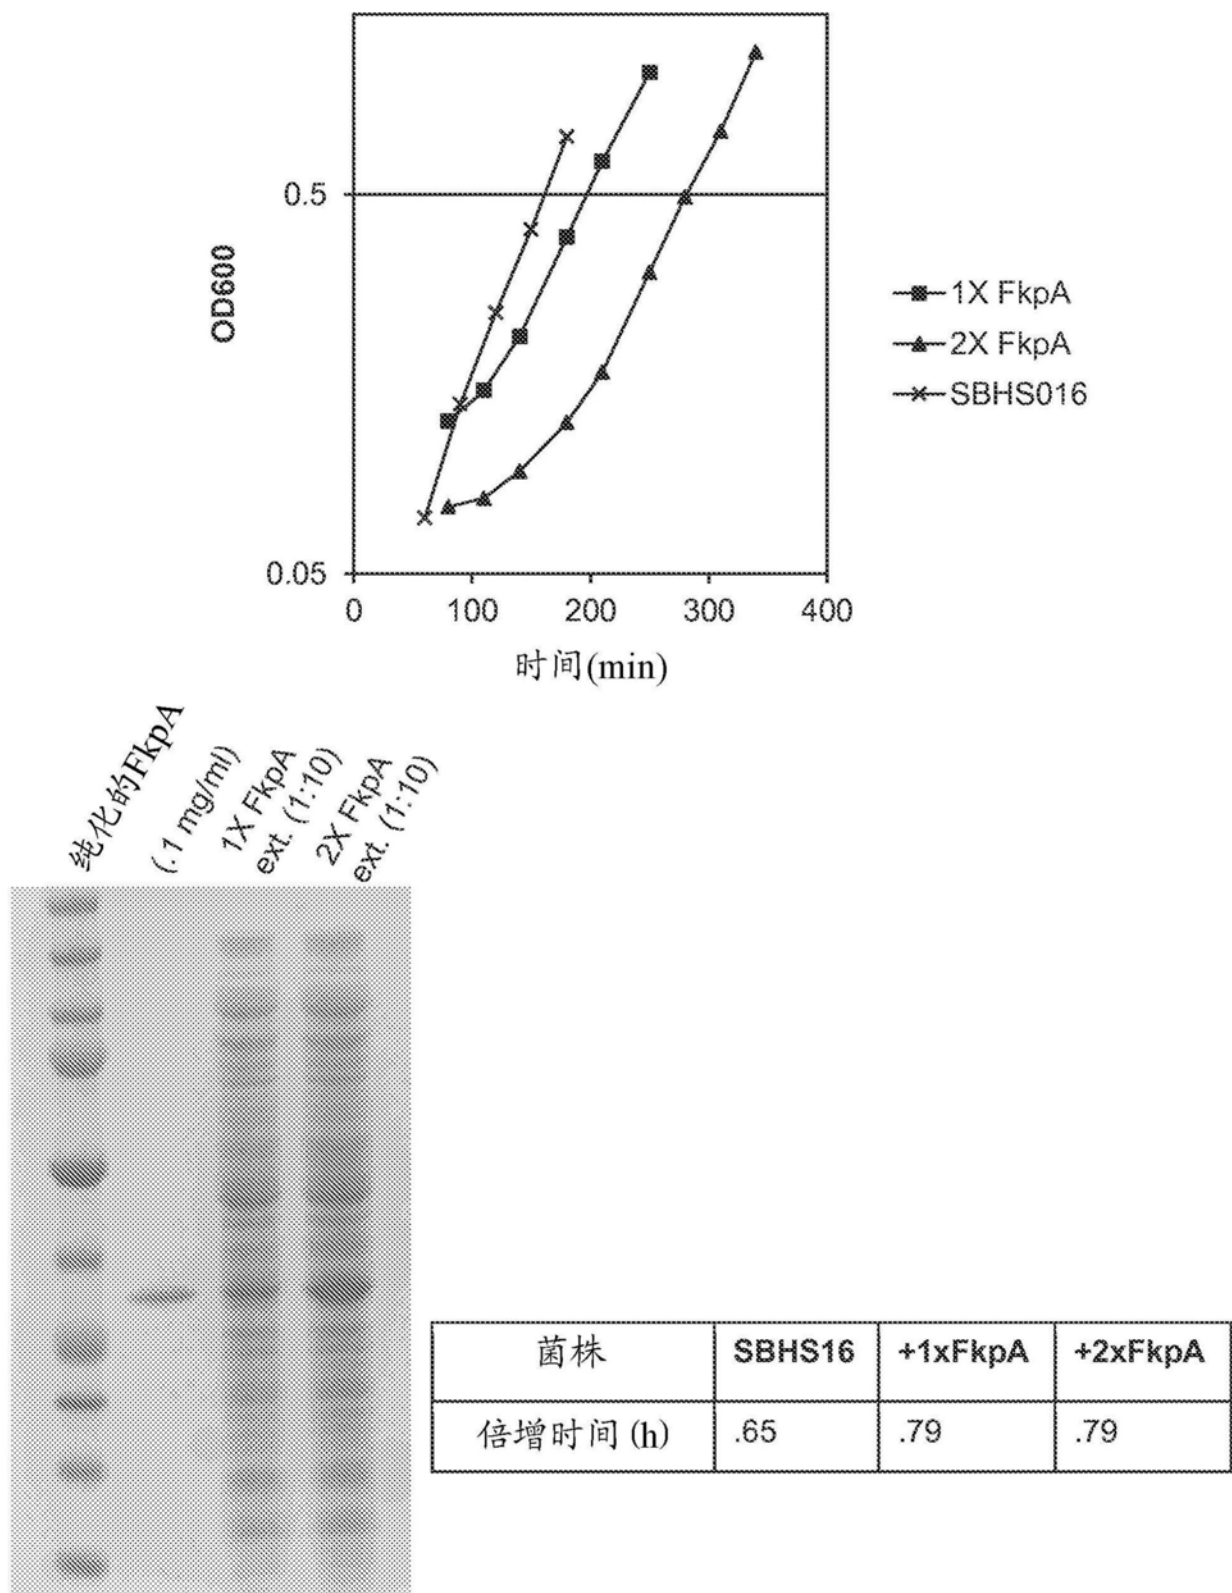 0.5
0.05
OD600
0
100
200
300
400
时间(min)
1X FkpA
2X FkpA
SBHS016
纯化的FkpA
(.1 mg/ml)
1X FkpA
ext. (1:10)
2X FkpA
ext. (1:10)
菌株 SBHS16 +1xFkpA +2xFkpA
倍增时间 (h) .65 .79 .79